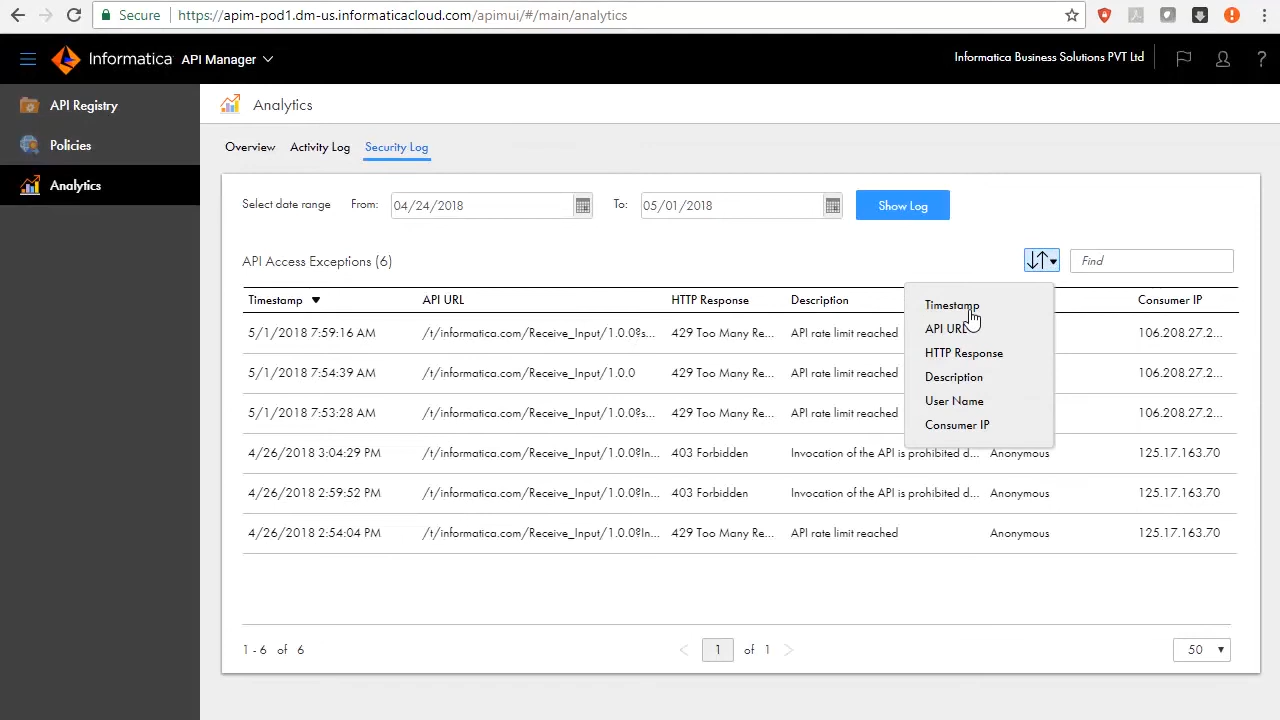 Secure
https://apim-pod1.dm-us.informaticacloud.com/apimui/#/main/analytics
Informatica API Manager
Informatica Business Solutions PVT Ltd
?
API Registry
Policies
Analytics
Analytics
Overview Activity Log Security Log
Select date range From: 04/24/2018 To: 05/01/2018 Show Log
API Access Exceptions (6)
Find
Timestamp API URL HTTP Response Description Consumer IP
Timestamp
API URL
HTTP Response
Description
User Name
Consumer IP
5/1/2018 7:59:16 AM /t/informatica.com/Receive_Input/1.0.0?s... 429 Too Many Re... API rate limit reached 106.208.27.2...
5/1/2018 7:54:39 AM /t/informatica.com/Receive_Input/1.0.0 429 Too Many Re... API rate limit reached 106.208.27.2...
5/1/2018 7:53:28 AM /t/informatica.com/Receive_Input/1.0.0?s... 429 Too Many Re... API rate limit reached 106.208.27.2...
4/26/2018 3:04:29 PM /t/informatica.com/Receive_Input/1.0.0?In... 403 Forbidden Invocation of the API is prohibited d... Anonymous 125.17.163.70
4/26/2018 2:59:52 PM /t/informatica.com/Receive_Input/1.0.0?In... 403 Forbidden Invocation of the API is prohibited d... Anonymous 125.17.163.70
4/26/2018 2:54:04 PM /t/informatica.com/Receive_Input/1.0.0?In... 429 Too Many Re... API rate limit reached Anonymous 125.17.163.70
1 - 6 of 6
1 of 1
50